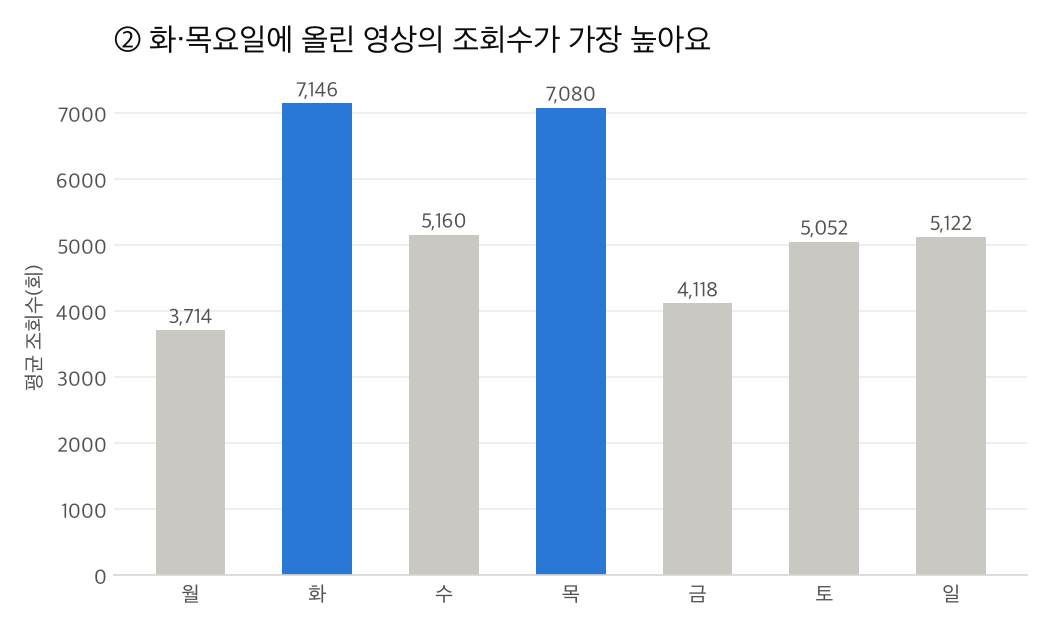 ② 화·목요일에 올린 영상의 조회수가 가장 높아요
평균 조회수(회)
7000
6000
5000
4000
3000
2000
1000
0
3,714
7,146
5,160
7,080
4,118
5,052
5,122
월
화
수
목
금
토
일